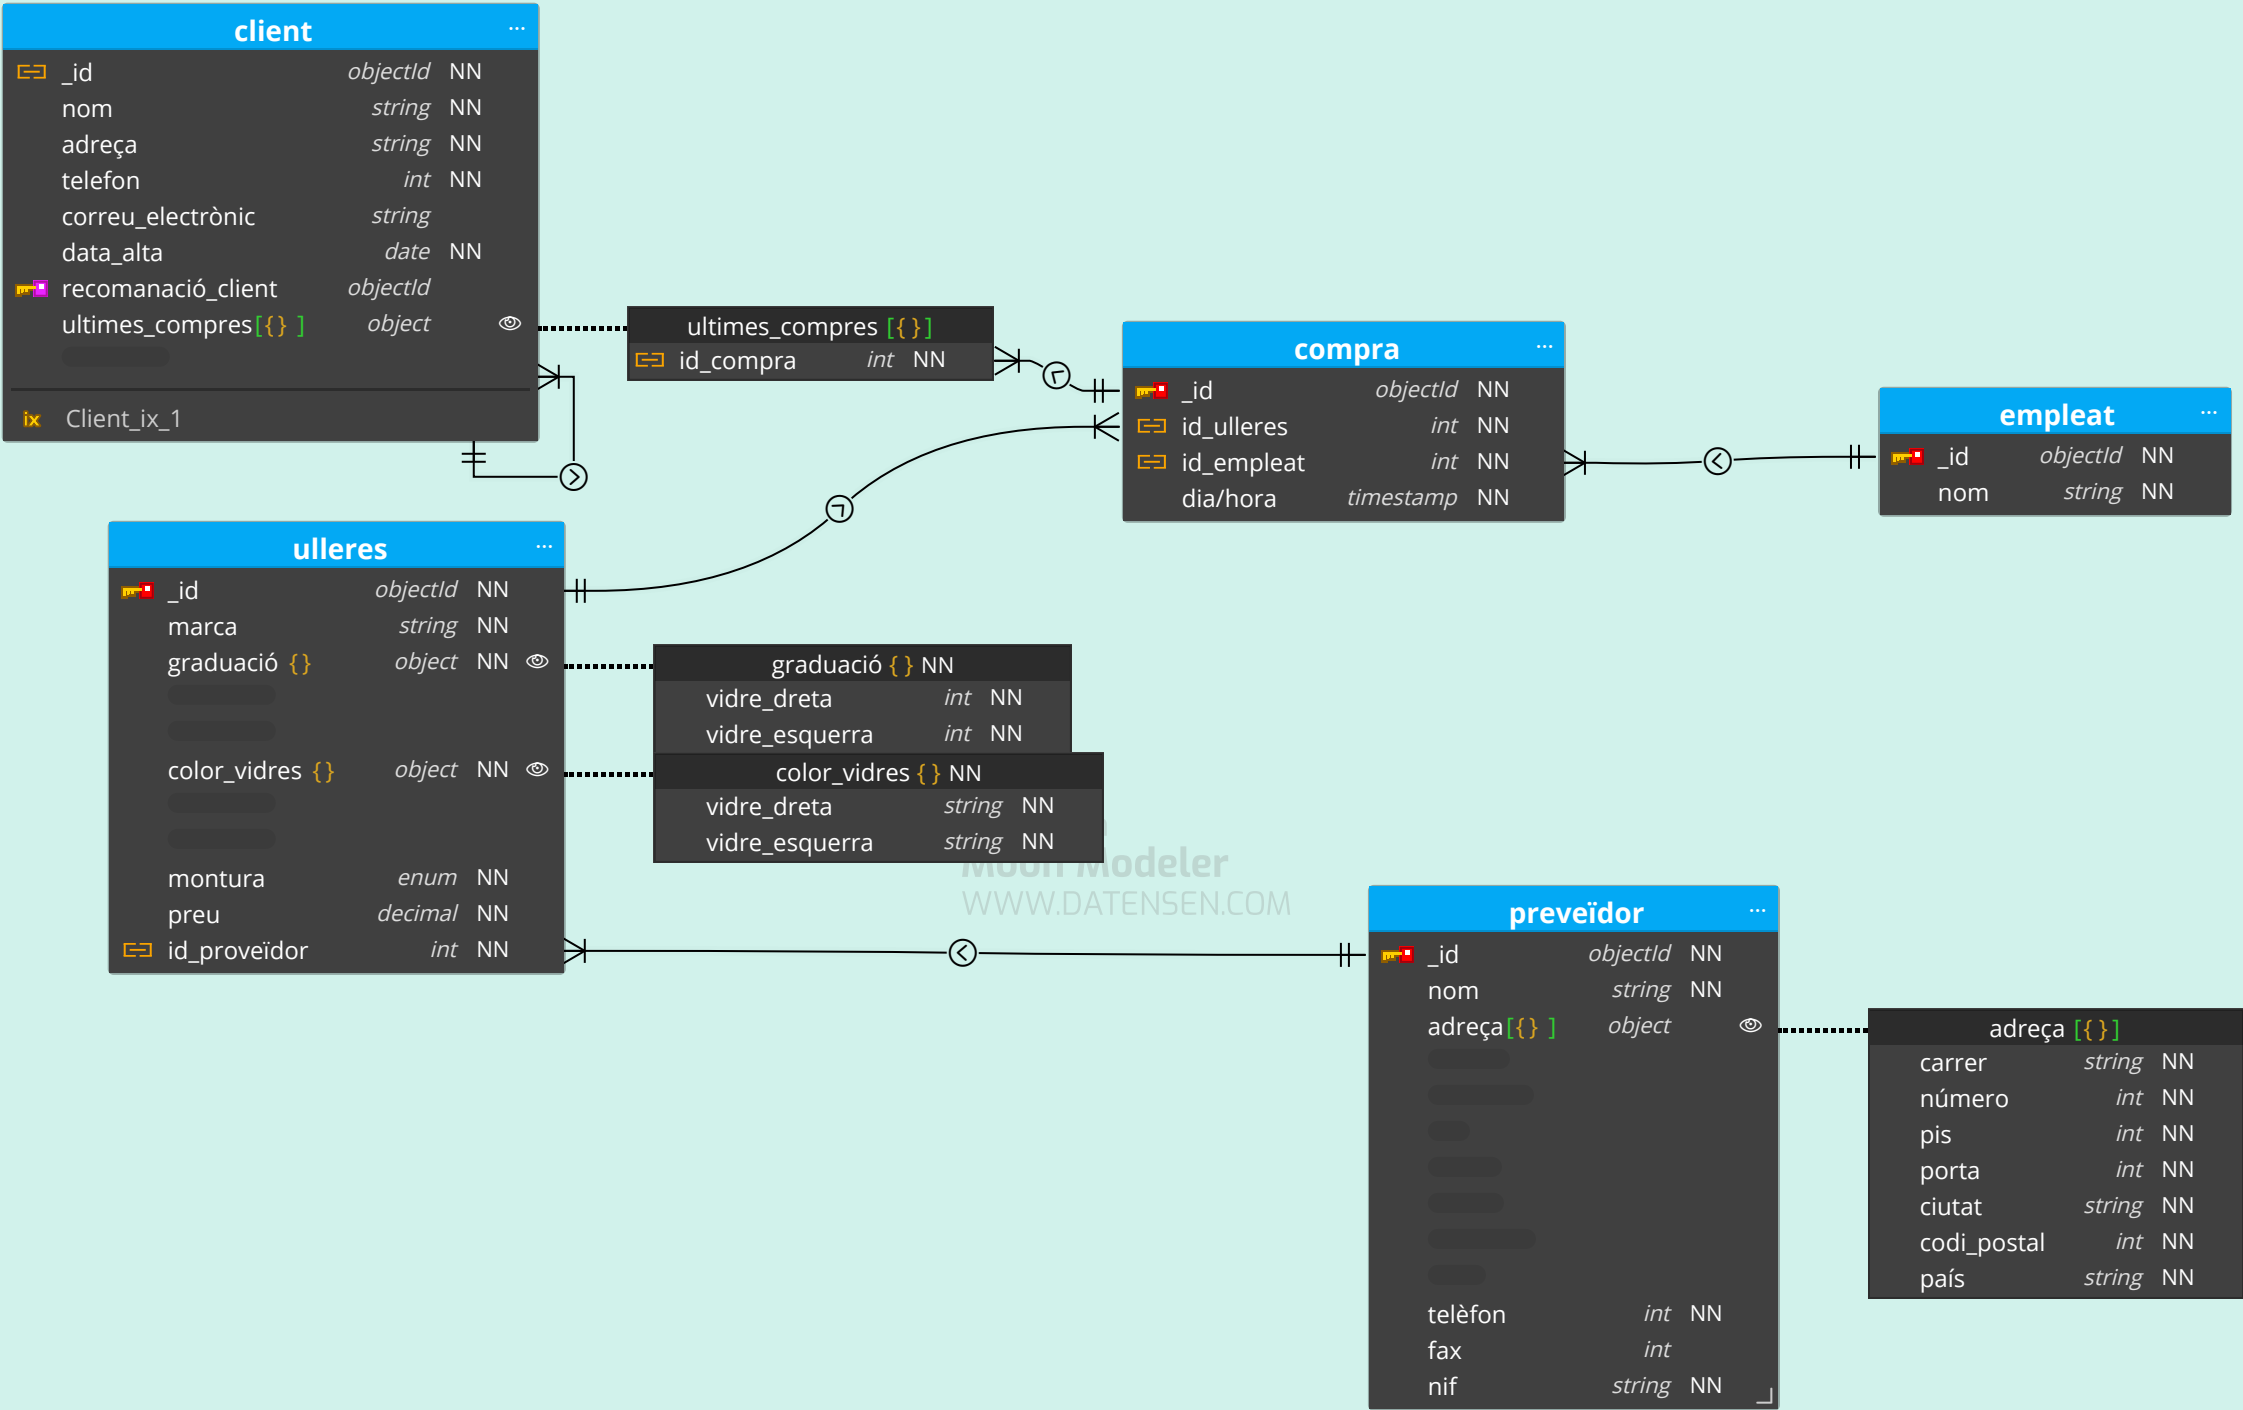 client ...
_id objectId NN
nom string NN
adreça string NN
telefon int NN
correu_electrònic string
data_alta date NN
recomanació_client objectId
ultimes_compres[{} ] object
ix Client_ix_1
ultimes_compres [{}]
id_compra int NN
compra ...
_id objectId NN
id_ulleres int NN
id_empleat int NN
dia/hora timestamp NN
empleat ...
_id objectId NN
nom string NN
ulleres ...
_id objectId NN
marca string NN
graduació {} object NN
color_vidres {} object NN
montura enum NN
preu decimal NN
id_proveïdor int NN
graduació {} NN
vidre_dreta int NN
vidre_esquerra int NN
color_vidres {} NN
vidre_dreta string NN
vidre_esquerra string NN
Moon Modeler
WWW.DATENSEN.COM
preveïdor ...
_id objectId NN
nom string NN
adreça[{} ] object
telèfon int NN
fax int
nif string NN
adreça [{}]
carrer string NN
número int NN
pis int NN
porta int NN
ciutat string NN
codi_postal int NN
país string NN